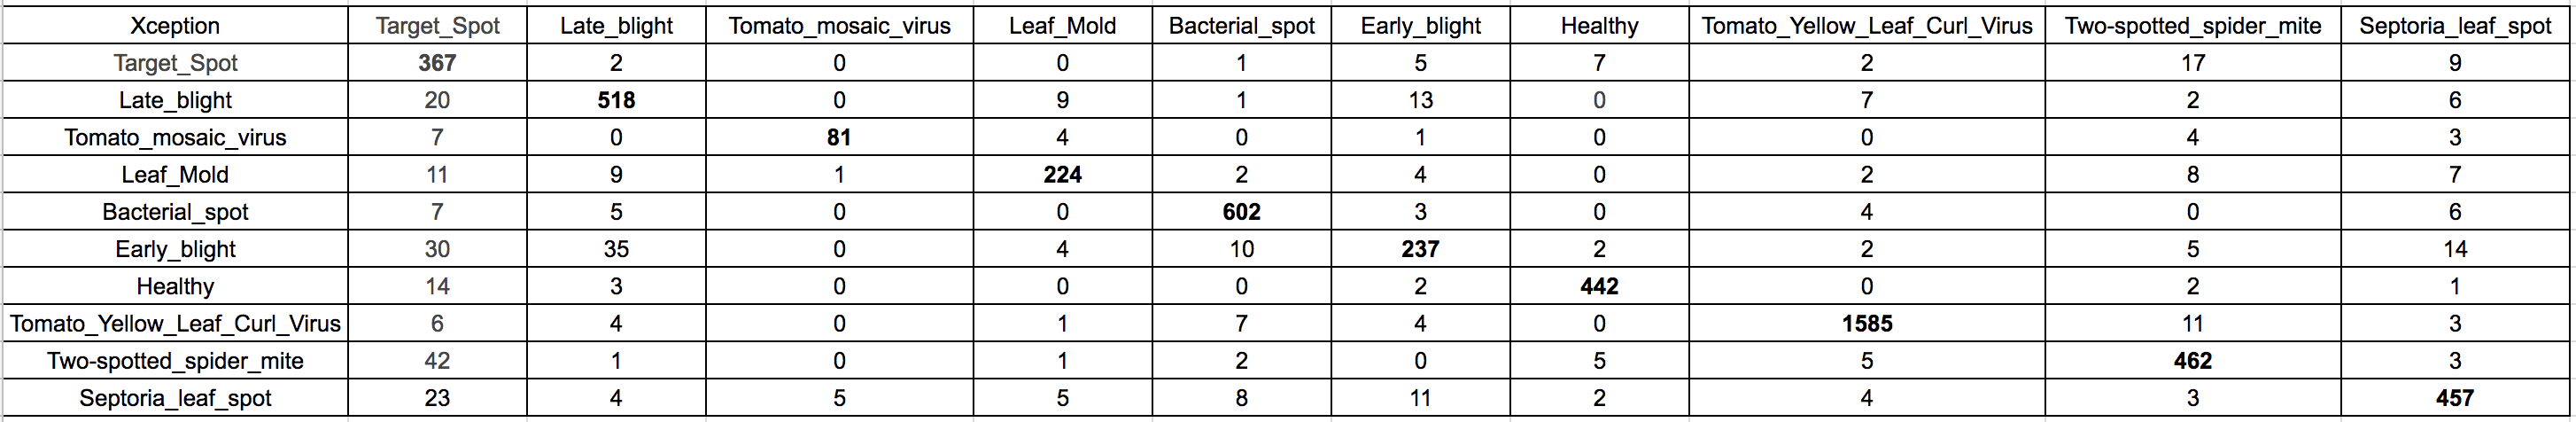 Xception Target_Spot Late_blight Tomato_mosaic_virus Leaf_Mold Bacterial_spot Early_blight Healthy Tomato_Yellow_Leaf_Curl_Virus Two-spotted_spider_mite Septoria_leaf_spot
Target_Spot 367 2 0 0 1 5 7 2 17 9
Late_blight 20 518 0 9 1 13 0 7 2 6
Tomato_mosaic_virus 7 0 81 4 0 1 0 0 4 3
Leaf_Mold 11 9 1 224 2 4 0 2 8 7
Bacterial_spot 7 5 0 0 602 3 0 4 0 6
Early_blight 30 35 0 4 10 237 2 2 5 14
Healthy 14 3 0 0 0 2 442 0 2 1
Tomato_Yellow_Leaf_Curl_Virus 6 4 0 1 7 4 0 1585 11 3
Two-spotted_spider_mite 42 1 0 1 2 0 5 5 462 3
Septoria_leaf_spot 23 4 5 5 8 11 2 4 3 457